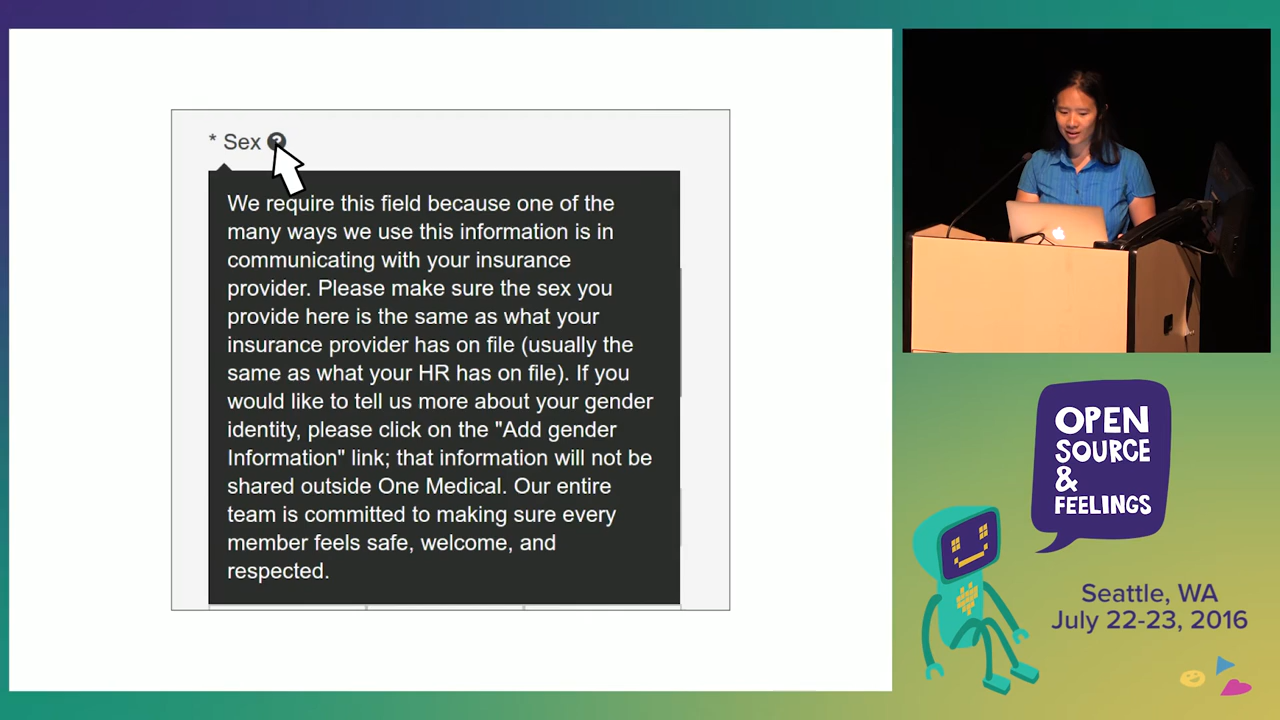 * Sex ?
We require this field because one of the
many ways we use this information is in
communicating with your insurance
provider. Please make sure the sex you
provide here is the same as what your
insurance provider has on file (usually the
same as what your HR has on file). If you
would like to tell us more about your gender
identity, please click on the "Add gender
Information" link; that information will not be
shared outside One Medical. Our entire
team is committed to making sure every
member feels safe, welcome, and
respected.
OPEN
SOURCE
&
FEELINGS
Seattle, WA
July 22-23, 2016